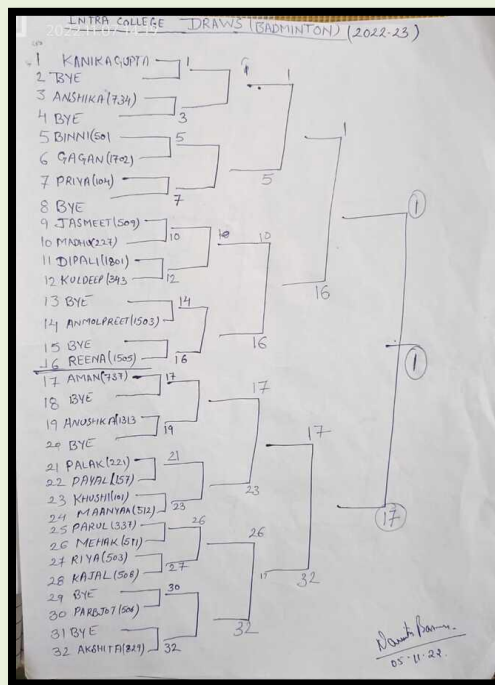 INTRA COLLEGE DRAWS (BADMINTON) (2022-23)
1 KANIKA GUPTA
2 BYE
3 ANSHIKA(734)
4 BYE
5 BINNI(501
6 GAGAN(1702)
7 PRIYA(104)
8 BYE
9 JASMEET(509)
10 MADHU(227)
11 DIPALI(1801)
12 KULDEEP(343
13 BYE
14 ANMOLPREET(1503)
15 BYE
16 REENA(1505)
17 AMAN(737)
18 BYE
19 ANUSHKA(1313
20 BYE
21 PALAK(221)
22 PAYAL(157)
23 KHUSHI(101)
24 MAANYAA(512)
25 PARUL(337)
26 MEHAK(511)
27 RIYA(503)
28 KAJAL(506)
29 BYE
30 PARBJOT(506)
31 BYE
32 AKSHITA(829)
1
3
5
7
10
12
14
16
17
19
21
23
26
27
30
32
1
5
10
16
17
23
26
32
1
16
17
32
1
17
1
05.11.22